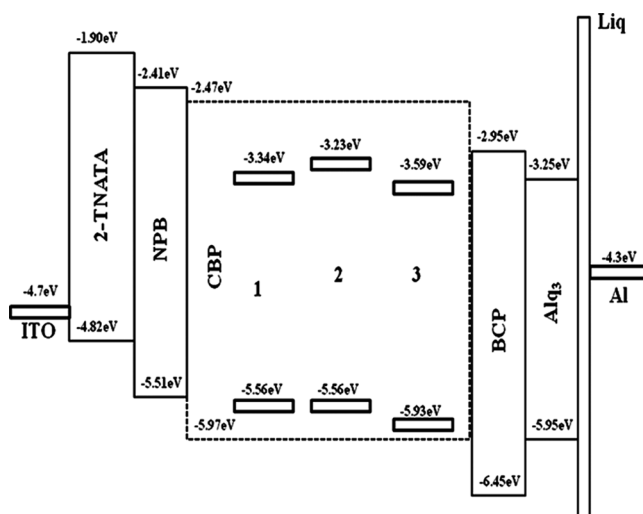 Liq
-1.90eV
-2.41eV
-2.47eV
-2.95eV
-3.34eV
-3.23eV
-3.59eV
-3.25eV
2-TNATA
NPB
CBP
1
2
3
BCP
Alq3
-4.7eV
ITO
-4.3eV
Al
-4.82eV
-5.51eV
-5.56eV
-5.56eV
-5.93eV
-5.97eV
-5.95eV
-6.45eV